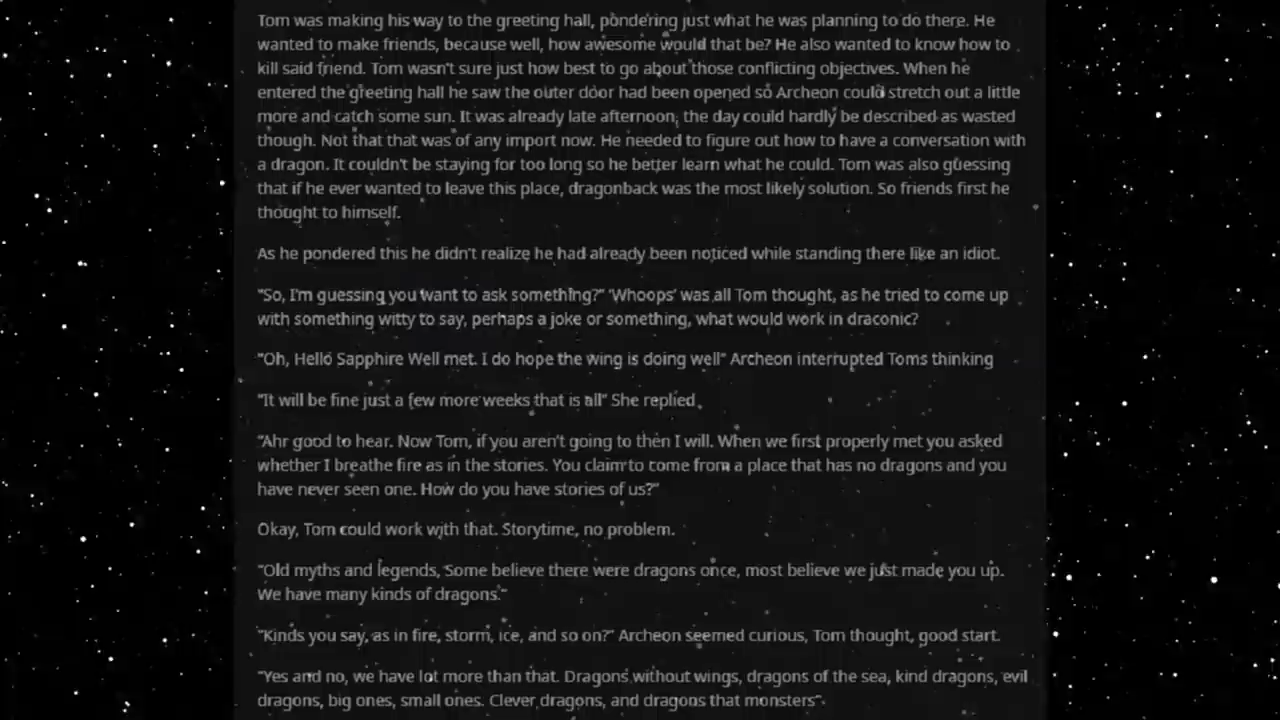 Tom was making his way to the greeting hall, pondering just what he was planning to do there. He
wanted to make friends, because well, how awesome would that be? He also wanted to know how to
kill said friend. Tom wasn't sure just how best to go about those conflicting objectives. When he
entered the greeting hall he saw the outer door had been opened so Archeon could stretch out a little
more and catch some sun. It was already late afternoon, the day could hardly be described as wasted
though. Not that that was of any import now. He needed to figure out how to have a conversation with
a dragon. It couldn't be staying for too long so he better learn what he could. Tom was also guessing
that if he ever wanted to leave this place, dragonback was the most likely solution. So friends first he
thought to himself.
As he pondered this he didn't realize he had already been noticed while standing there like an idiot.
“So, I'm guessing you want to ask something?” ‘Whoops’ was all Tom thought, as he tried to come up
with something witty to say, perhaps a joke or something, what would work in draconic?
“Oh, Hello Sapphire Well met. I do hope the wing is doing well” Archeon interrupted Toms thinking
“It will be fine just a few more weeks that is all” She replied
“Ahr good to hear. Now Tom, if you aren't going to then I will. When we first properly met you asked
whether I breathe fire as in the stories. You claim to come from a place that has no dragons and you
have never seen one. How do you have stories of us?”
Okay, Tom could work with that. Storytime, no problem.
“Old myths and legends, Some believe there were dragons once, most believe we just made you up.
We have many kinds of dragons.”
“Kinds you say, as in fire, storm, ice, and so on?” Archeon seemed curious, Tom thought, good start.
“Yes and no, we have lot more than that. Dragons without wings, dragons of the sea, kind dragons, evil
dragons, big ones, small ones. Clever dragons, and dragons that monsters”